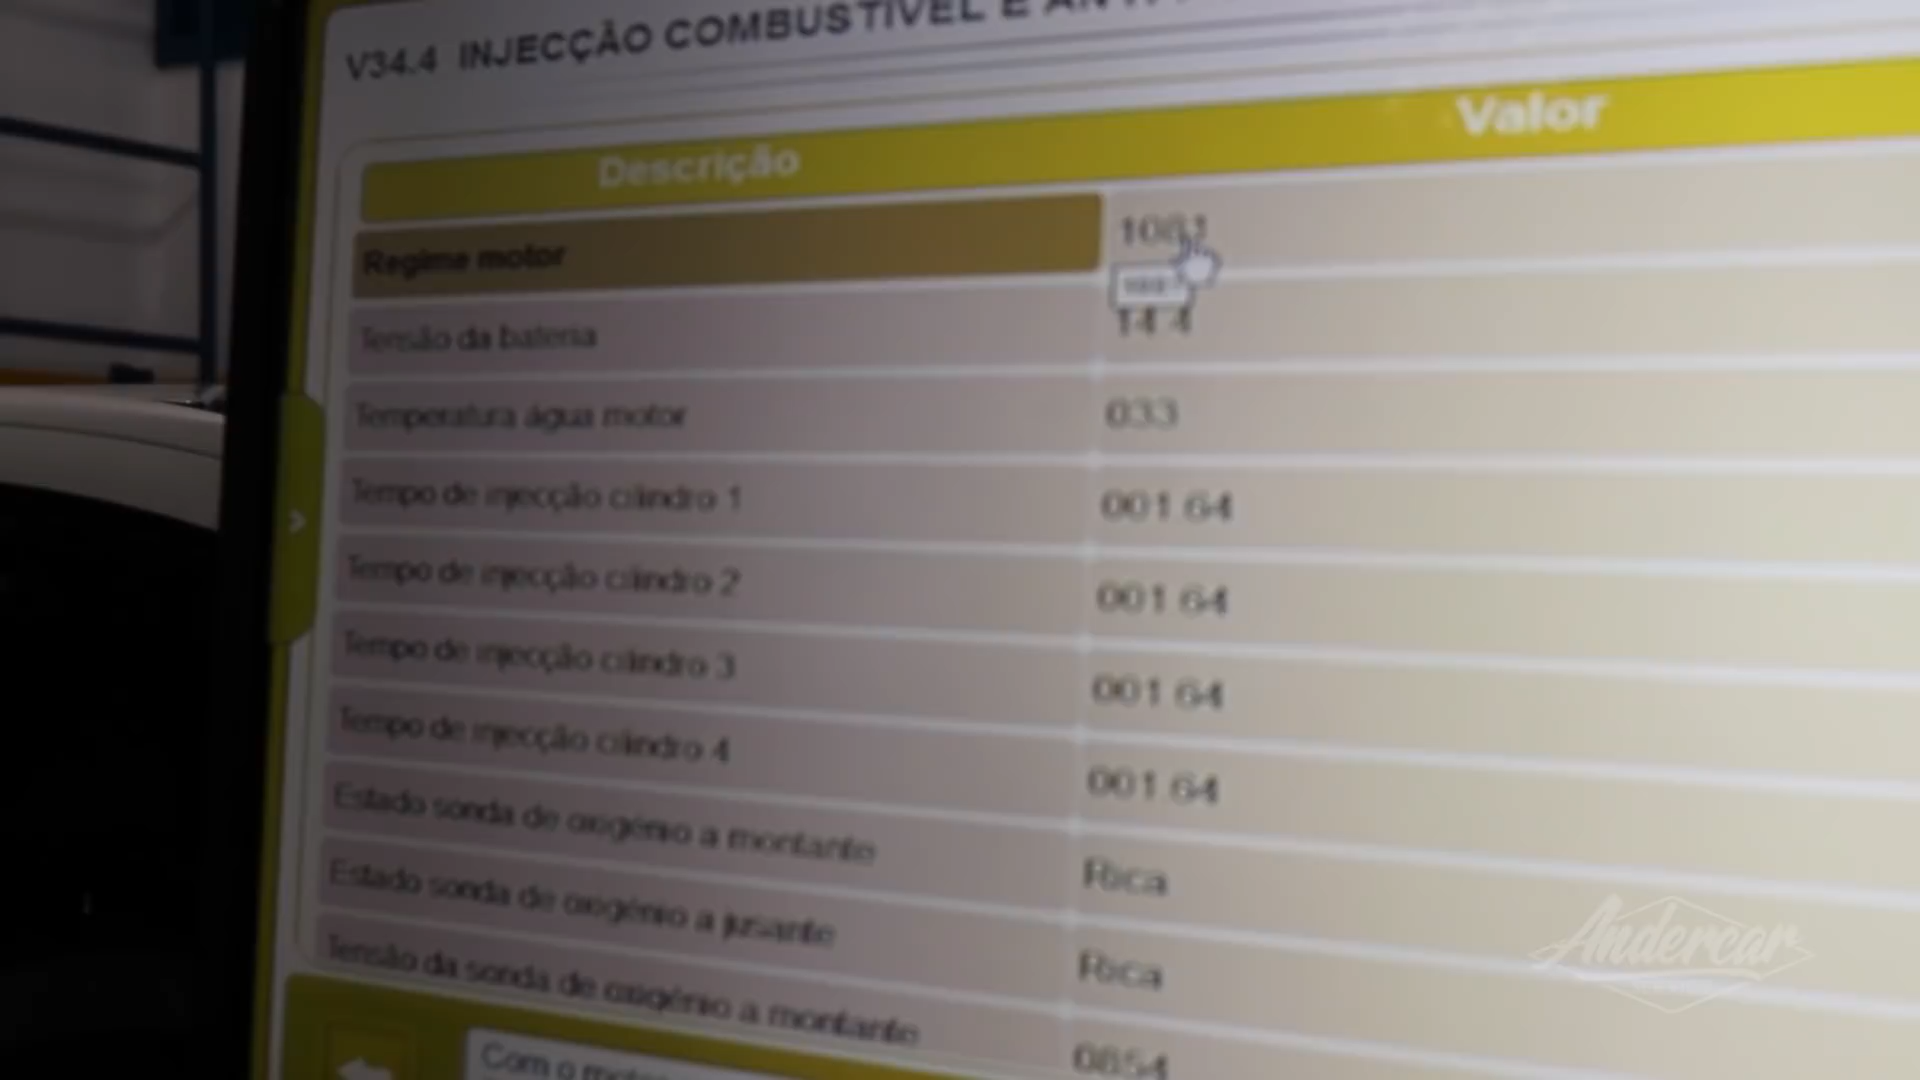 V34.4 INJECÇÃO COMBUSTÍVEL E
Descrição Valor
Regime motor 1081
Tensão da bateria 14.4
Temperatura água motor 033
Tempo de injecção cilindro 1 001.64
Tempo de injecção cilindro 2 001.64
Tempo de injecção cilindro 3 001.64
Tempo de injecção cilindro 4 001.64
Estado sonda de oxigénio a montante Rica
Estado sonda de oxigénio a jusante Rica
Tensão da sonda de oxigénio a montante 0854
Com o
Andercar